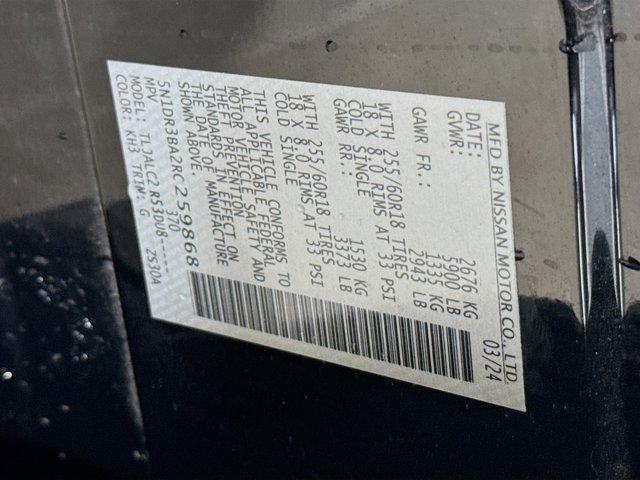 MFD BY NISSAN MOTOR CO., LTD.
DATE: 03/24
GVWR: 2676 KG
5900 LB
GAWR FR.: 1335 KG
2943 LB
WITH 255/60R18 TIRES
18 X 8.0 RIMS AT 33 PSI
COLD SINGLE
GAWR RR.: 1530 KG
3373 LB
WITH 255/60R18 TIRES
18 X 8.0 RIMS AT 33 PSI
COLD SINGLE
THIS VEHICLE CONFORMS TO
ALL APPLICABLE FEDERAL
MOTOR VEHICLE SAFETY AND
THEFT PREVENTION
STANDARDS IN EFFECT ON
THE DATE OF MANUFACTURE
SHOWN ABOVE.
5N1DR3BA2RC259868
MPV 370
MODEL: TLJALC2 R53DU8-----
COLOR: KH3 TRIM: G 2S30A